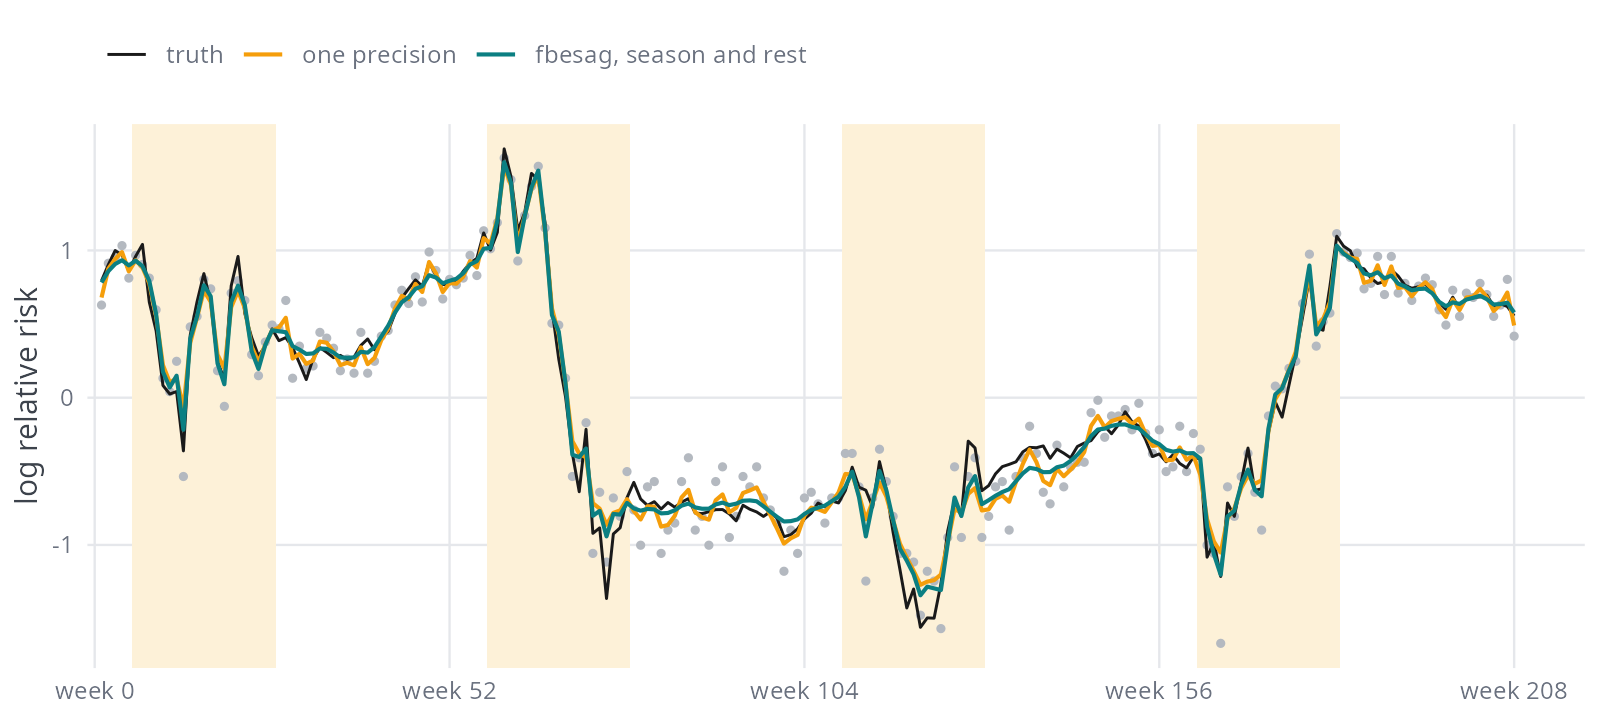 truth one precision fbesag, season and rest
log relative risk
1
0
-1
week 0 week 52 week 104 week 156 week 208